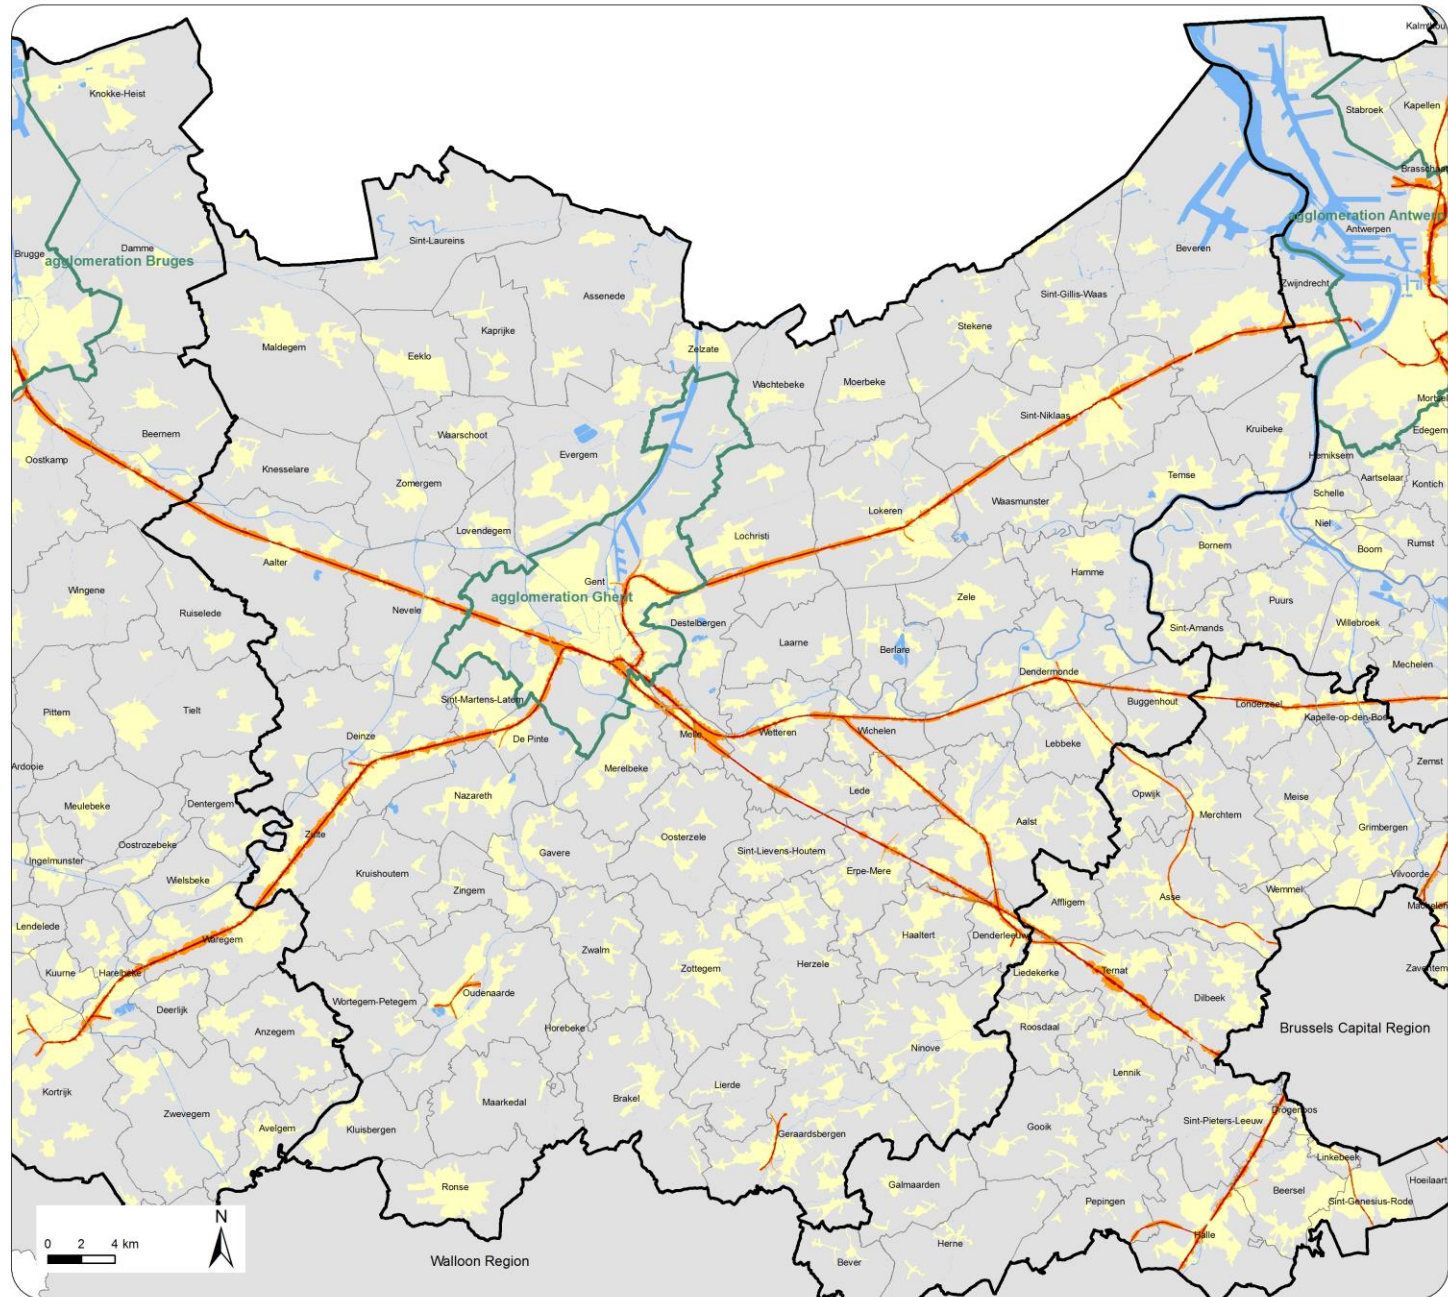 Kalmthout
Knokke-Heist
Stabroek
Kapellen
Brasschaat
agglomeration Antwerp
Antwerpen
Sint-Laureins
Damme
Brugge
agglomeration Bruges
Beveren
Zwijndrecht
Assenede
Sint-Gillis-Waas
Kaprijke
Stekene
Maldegem
Eeklo
Zelzate
Wachtebeke
Moerbeke
Mortsel
Sint-Niklaas
Beernem
Waarschoot
Kruibeke
Edegem
Oostkamp
Knesselare
Evergem
Hemiksem
Zomergem
Temse
Aartselaar
Kontich
Schelle
Waasmunster
Lokeren
Niel
Lovendegem
Lochristi
Bornem
Boom
Rumst
Aalter
Hamme
Wingene
Gent
agglomeration Ghent
Zele
Puurs
Ruiselede
Nevele
Destelbergen
Willebroek
Laarne
Sint-Amands
Berlare
Mechelen
Dendermonde
Sint-Martens-Latem
Buggenhout
Londerzeel
Pittem
Tielt
Kapelle-op-den-Bos
Deinze
De Pinte
Melle
Wetteren
Wichelen
Lebbeke
Zemst
Ardooie
Merelbeke
Nazareth
Lede
Opwijk
Meise
Meulebeke
Dentergem
Merchtem
Aalst
Grimbergen
Zulte
Oosterzele
Oostrozebeke
Sint-Lievens-Houtem
Gavere
Ingelmunster
Erpe-Mere
Kruishoutem
Vilvoorde
Wielsbeke
Zingem
Wemmel
Asse
Affligem
Machelen
Lendelede
Haaltert
Denderleeuw
Waregem
Zwalm
Herzele
Zottegem
Zaventem
Kuurne
Harelbeke
Liedekerke
Ternat
Oudenaarde
Dilbeek
Wortegem-Petegem
Deerlijk
Roosdaal
Brussels Capital Region
Anzegem
Horebeke
Ninove
Lennik
Lierde
Kortrijk
Brakel
Maarkedal
Drogenbos
Zwevegem
Sint-Pieters-Leeuw
Avelgem
Kluisbergen
Gooik
Geraardsbergen
Linkebeek
Hoeilaart
Ronse
Galmaarden
Beersel
Pepingen
Sint-Genesius-Rode
N
Halle
0 2 4 km
Herne
Walloon Region
Bever